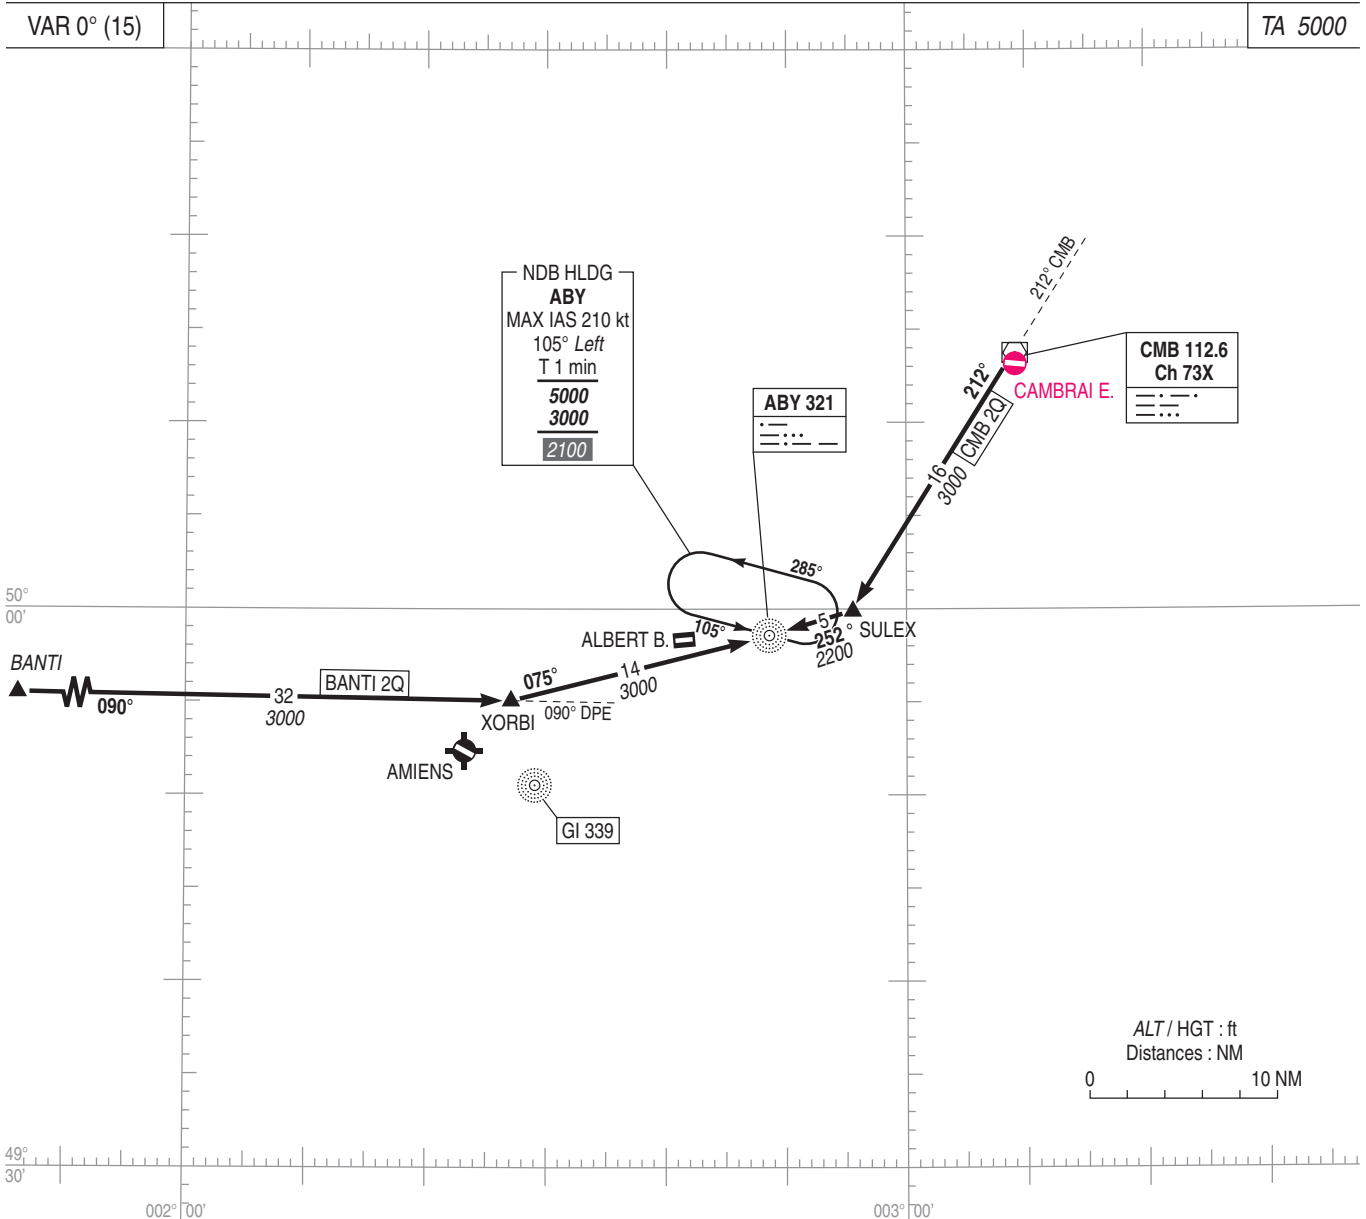 VAR 0° (15)
TA 5000
212° CMB
NDB HLDG
ABY
MAX IAS 210 kt
105° Left
T 1 min
5000
3000
2100
CMB 112.6
Ch 73X
CAMBRAI E.
ABY 321
212°
CMB 2Q
16
3000
285°
50°
00'
105°
5
252°
2200
SULEX
ALBERT B.
BANTI
090°
32
3000
BANTI 2Q
075°
14
3000
090° DPE
XORBI
AMIENS
GI 339
ALT / HGT : ft
Distances : NM
0 10 NM
49°
30'
002° 00'
003° 00'